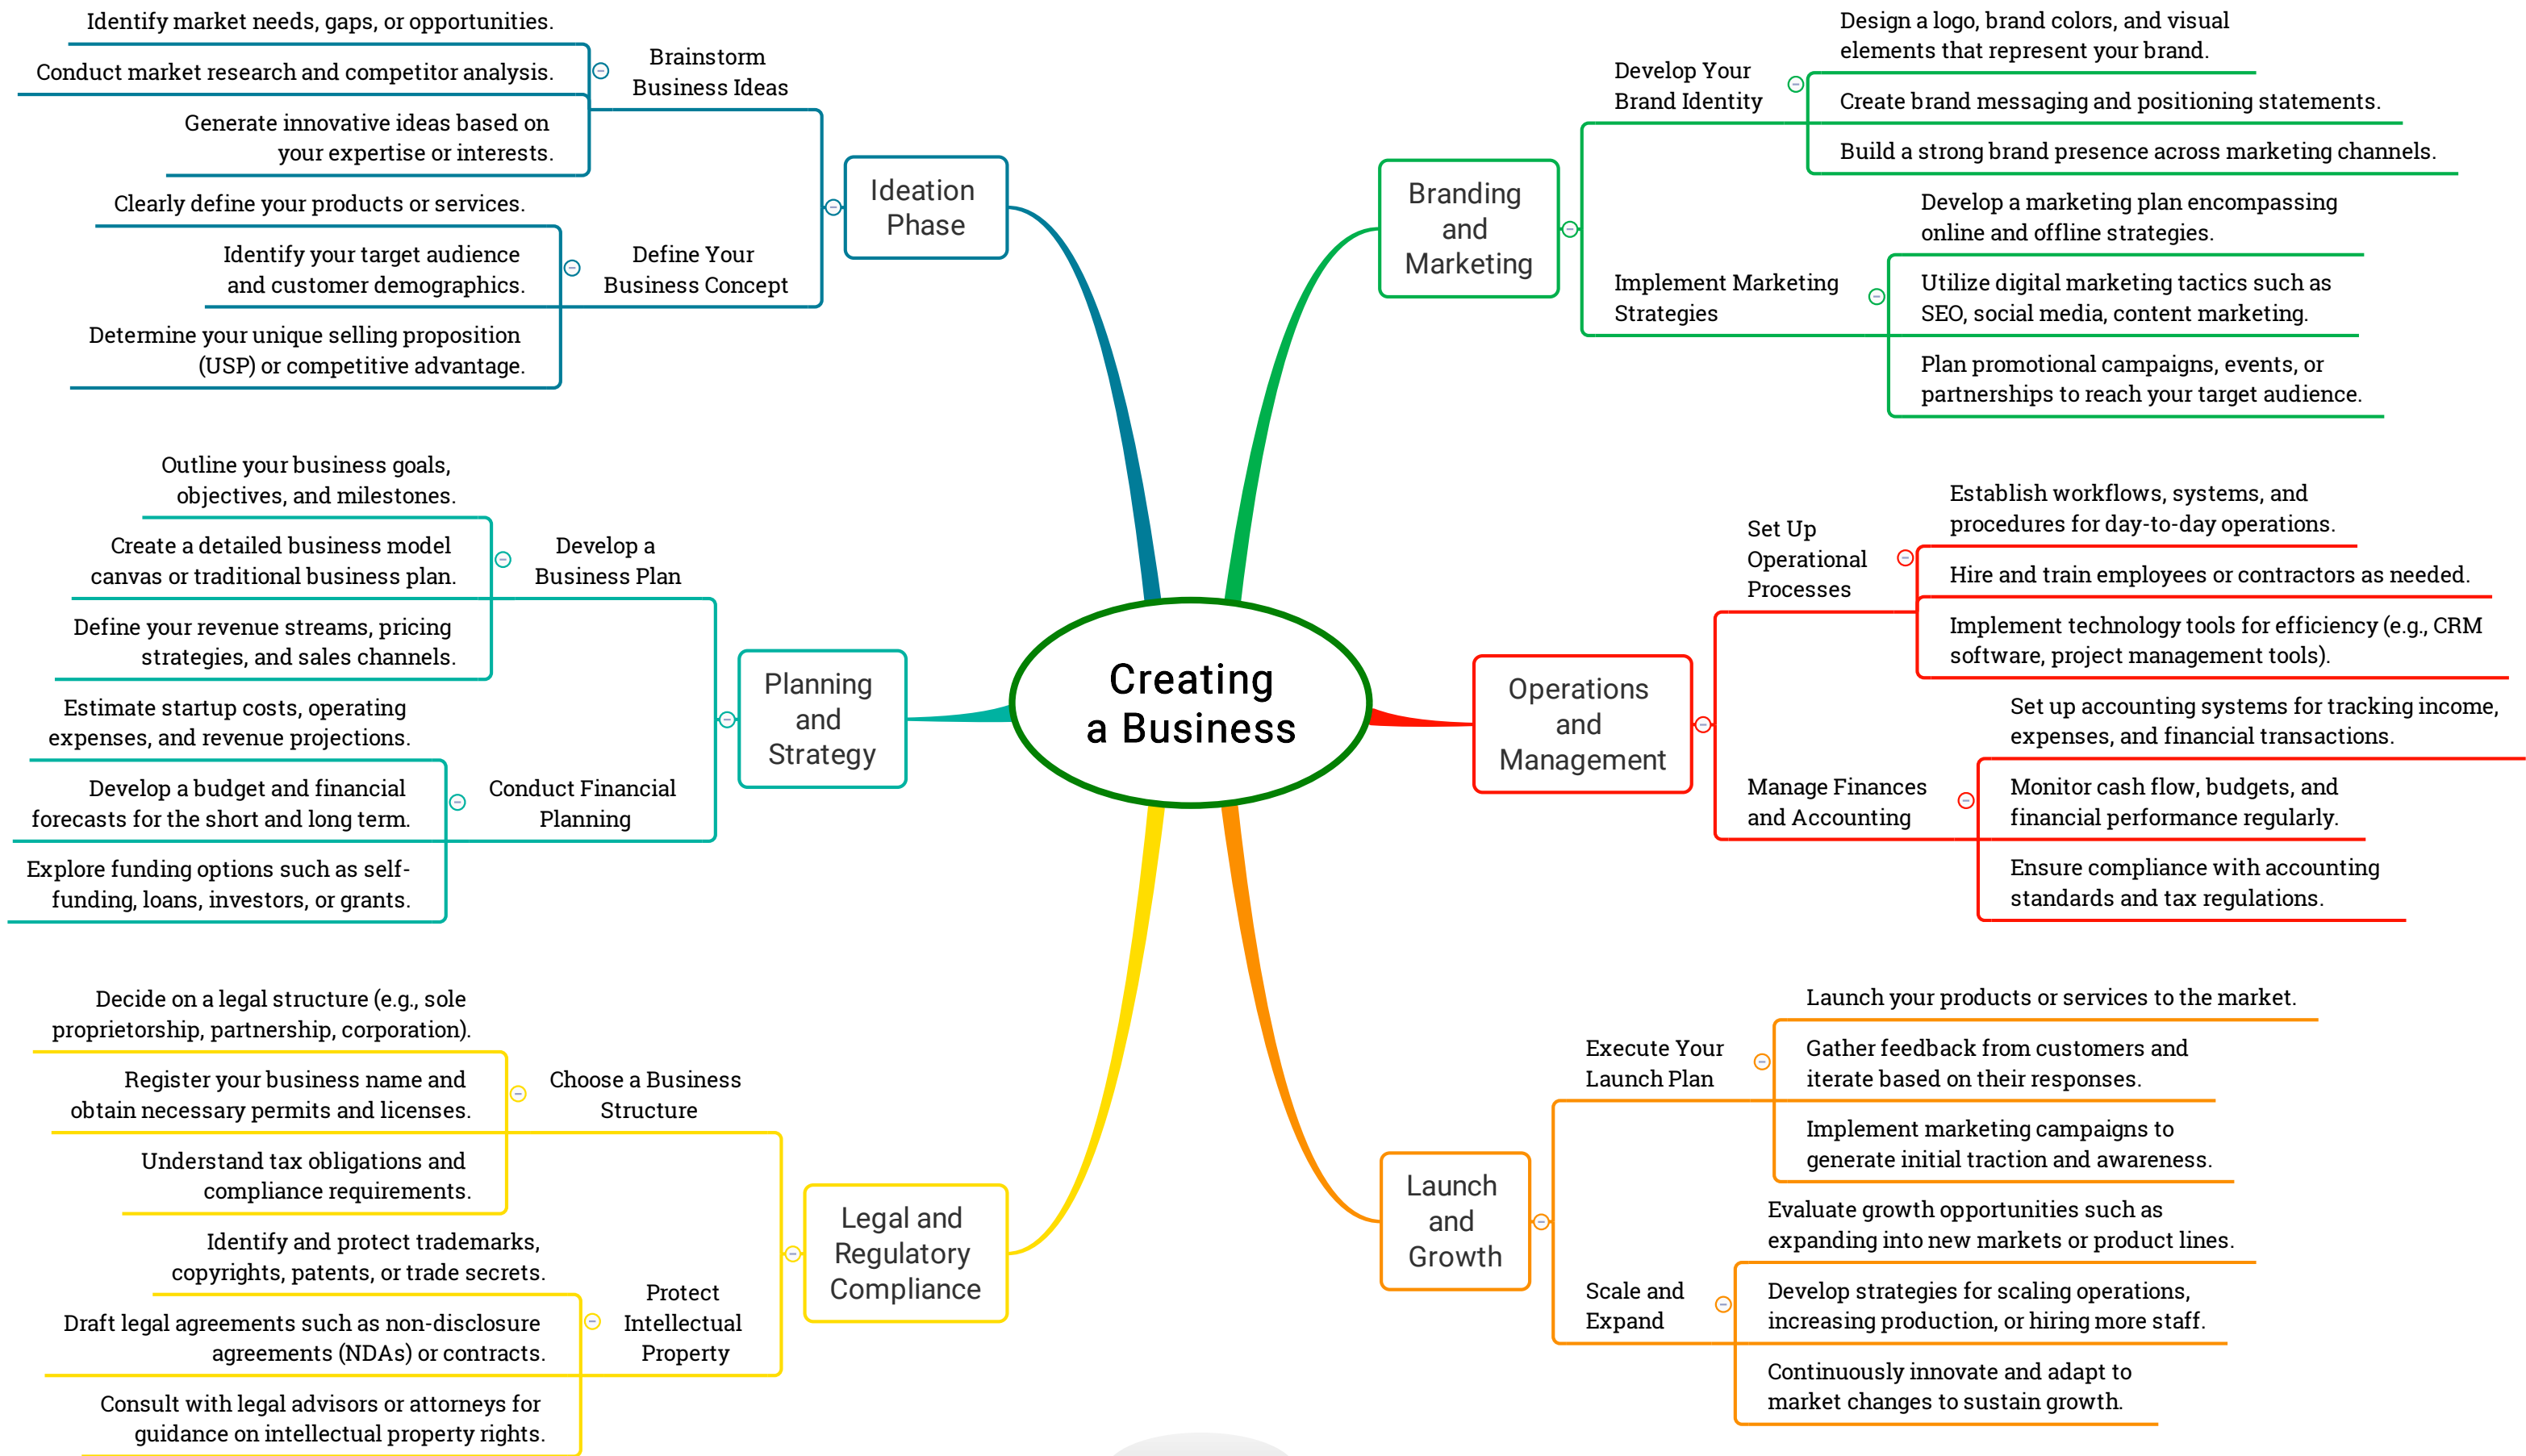 Creating
a Business
Ideation
Phase
Brainstorm
Business Ideas
Identify market needs, gaps, or opportunities.
Conduct market research and competitor analysis.
Generate innovative ideas based on
your expertise or interests.
Define Your
Business Concept
Clearly define your products or services.
Identify your target audience
and customer demographics.
Determine your unique selling proposition
(USP) or competitive advantage.
Planning
and
Strategy
Develop a
Business Plan
Outline your business goals,
objectives, and milestones.
Create a detailed business model
canvas or traditional business plan.
Define your revenue streams, pricing
strategies, and sales channels.
Conduct Financial
Planning
Estimate startup costs, operating
expenses, and revenue projections.
Develop a budget and financial
forecasts for the short and long term.
Explore funding options such as self-
funding, loans, investors, or grants.
Legal and
Regulatory
Compliance
Choose a Business
Structure
Decide on a legal structure (e.g., sole
proprietorship, partnership, corporation).
Register your business name and
obtain necessary permits and licenses.
Understand tax obligations and
compliance requirements.
Protect
Intellectual
Property
Identify and protect trademarks,
copyrights, patents, or trade secrets.
Draft legal agreements such as non-disclosure
agreements (NDAs) or contracts.
Consult with legal advisors or attorneys for
guidance on intellectual property rights.
Branding
and
Marketing
Develop Your
Brand Identity
Design a logo, brand colors, and visual
elements that represent your brand.
Create brand messaging and positioning statements.
Build a strong brand presence across marketing channels.
Implement Marketing
Strategies
Develop a marketing plan encompassing
online and offline strategies.
Utilize digital marketing tactics such as
SEO, social media, content marketing.
Plan promotional campaigns, events, or
partnerships to reach your target audience.
Operations
and
Management
Set Up
Operational
Processes
Establish workflows, systems, and
procedures for day-to-day operations.
Hire and train employees or contractors as needed.
Implement technology tools for efficiency (e.g., CRM
software, project management tools).
Manage Finances
and Accounting
Set up accounting systems for tracking income,
expenses, and financial transactions.
Monitor cash flow, budgets, and
financial performance regularly.
Ensure compliance with accounting
standards and tax regulations.
Launch
and
Growth
Execute Your
Launch Plan
Launch your products or services to the market.
Gather feedback from customers and
iterate based on their responses.
Implement marketing campaigns to
generate initial traction and awareness.
Scale and
Expand
Evaluate growth opportunities such as
expanding into new markets or product lines.
Develop strategies for scaling operations,
increasing production, or hiring more staff.
Continuously innovate and adapt to
market changes to sustain growth.